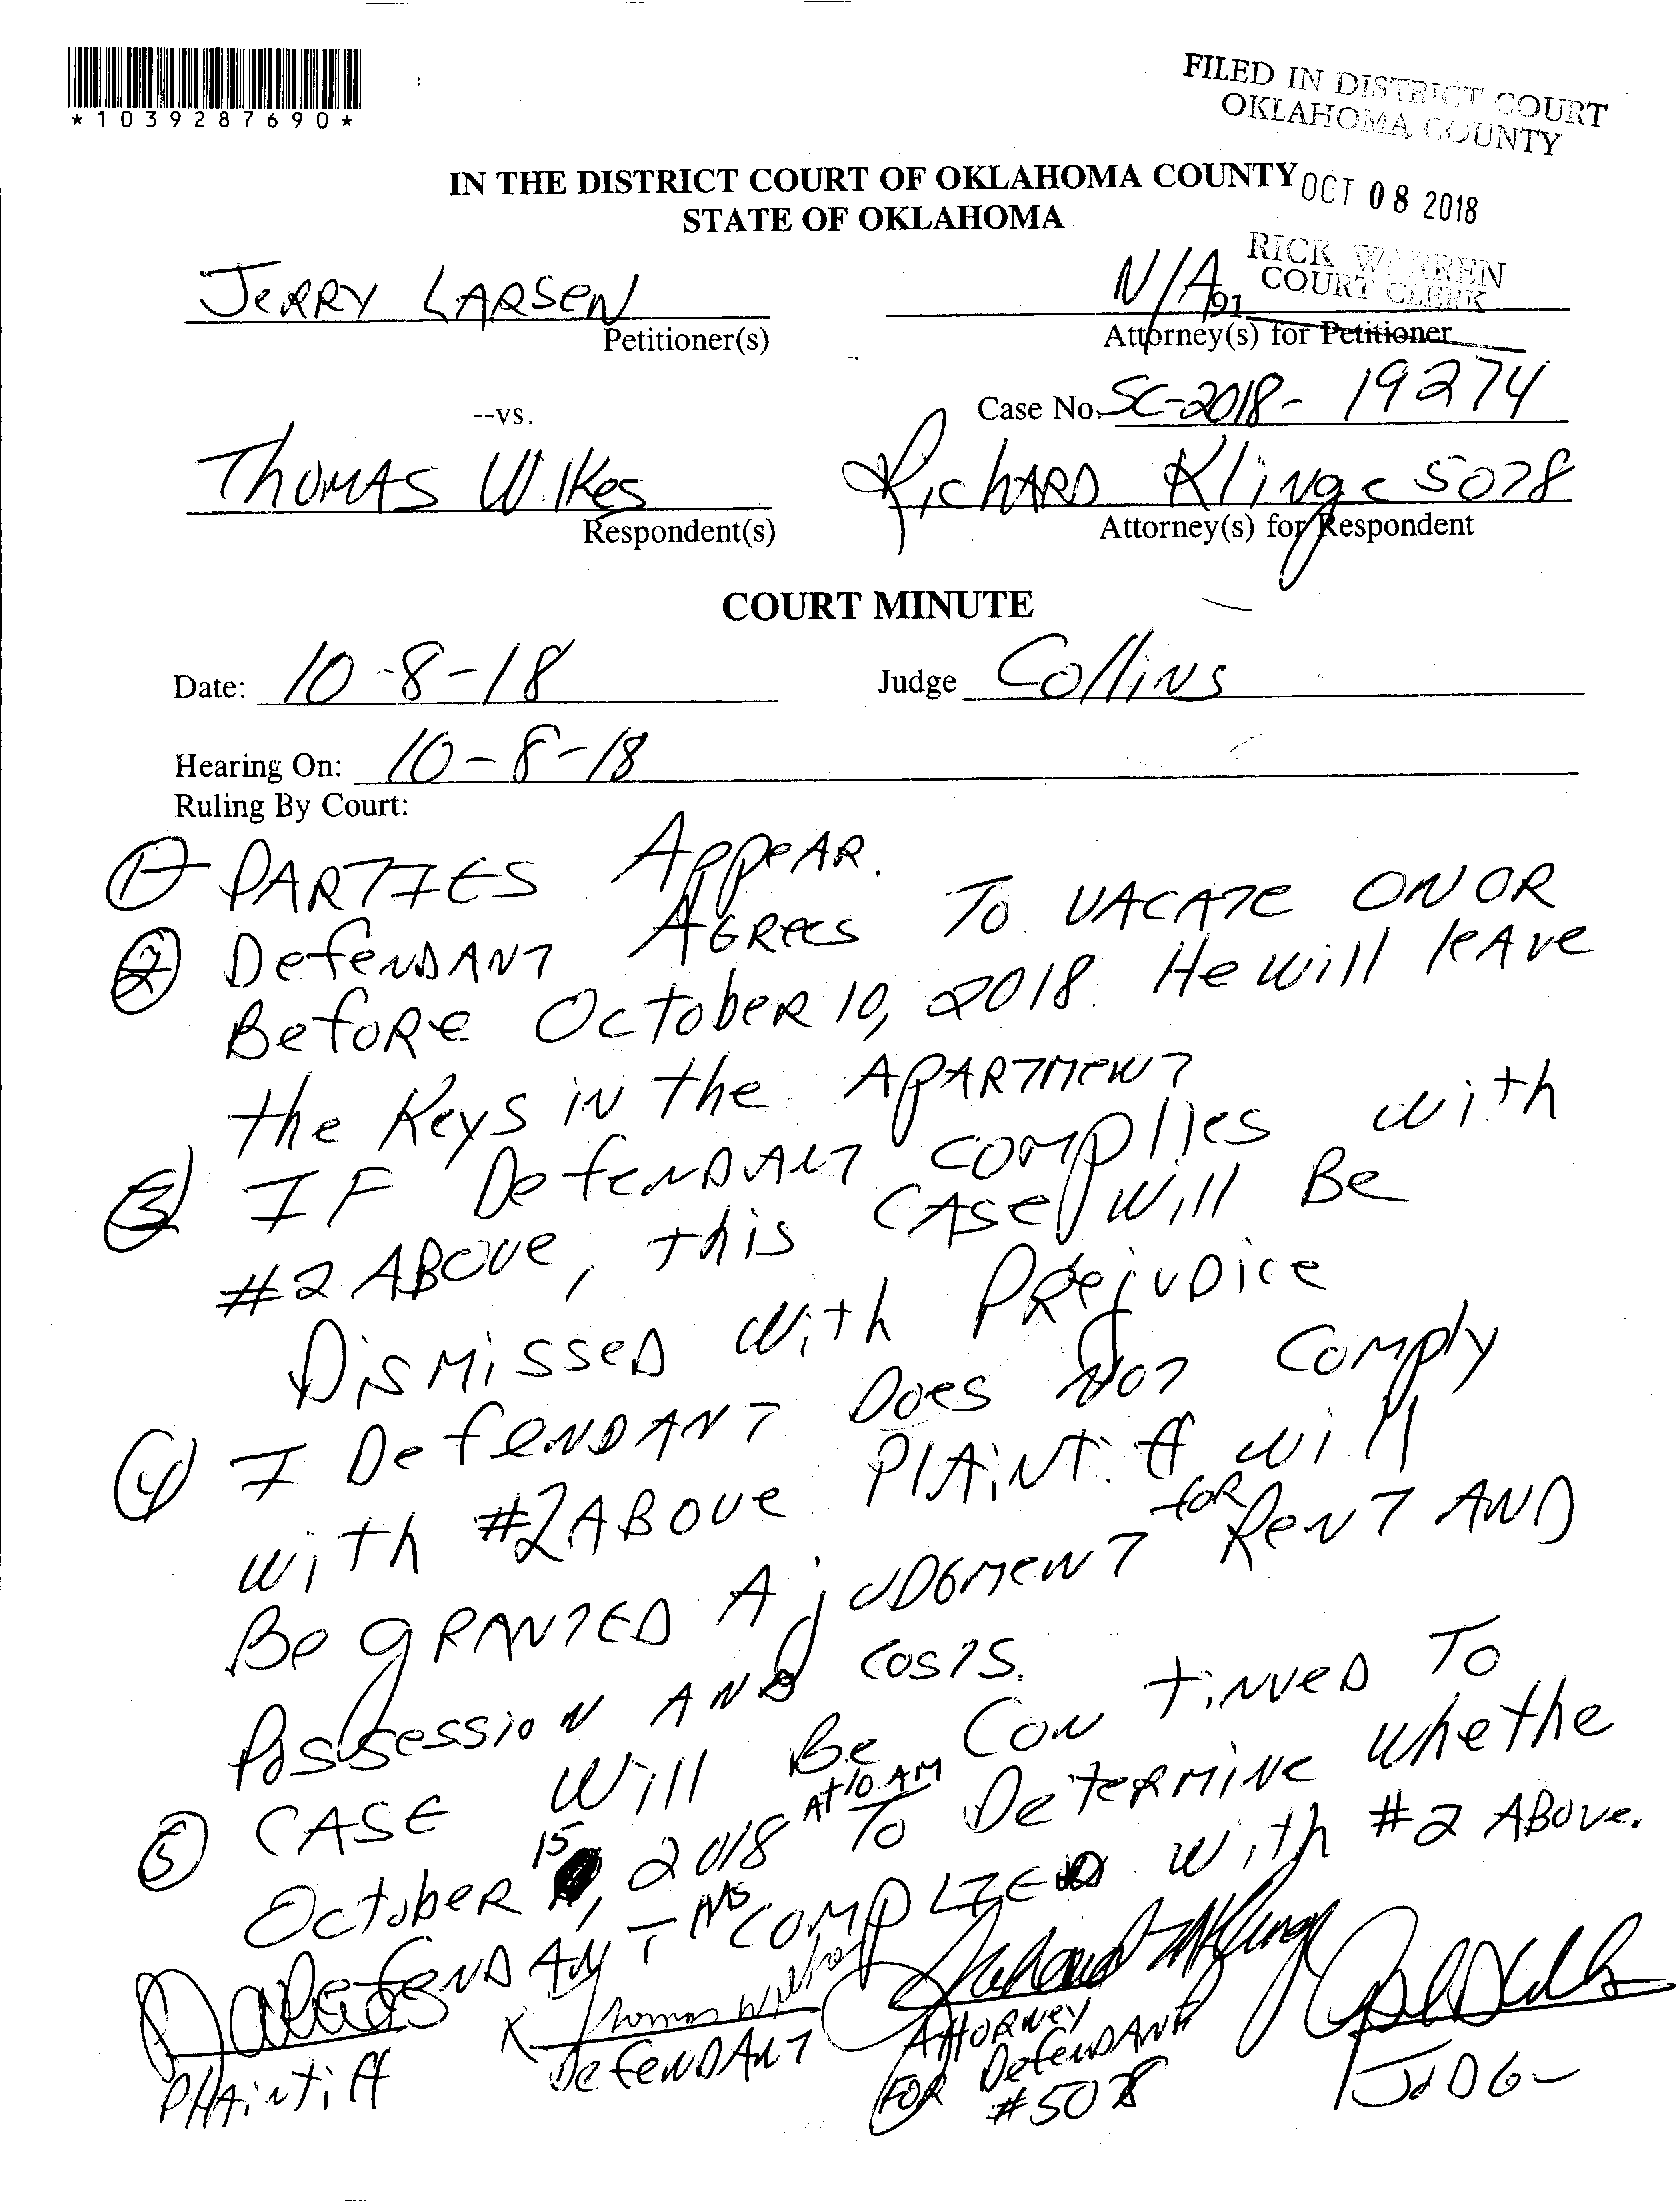 *1039287690*
FILED IN DISTRICT COURT
OKLAHOMA COUNTY
IN THE DISTRICT COURT OF OKLAHOMA COUNTY
OCT 08 2018
STATE OF OKLAHOMA
RICK WARREN
COURT CLERK
91
JERRY LARSEN N/A
Petitioner(s) Attorney(s) for Petitioner
--vs. Case No. SC-2018-19274
THOMAS Wilkes RichARD Klinge 5078
Respondent(s) Attorney(s) for Respondent
COURT MINUTE
Date: 10-8-18 Judge Collins
Hearing On: 10-8-18
Ruling By Court:
1 PARTIES AppeAR.
2 DefeNDANT AGRees To VACATE ON OR
BefoRe OctobeR 10, 2018. He will leAve
the Keys iN the APARTMeNT
3 IF DefeNDANT complies with
#2 ABove, this CASe will Be
DisMisseD with PRejuDice
4 I DefeNDANT Does NoT Comply
with #2 ABove PlAiNtiff will
Be gRANTED A juDGMeNT foR ReNT AND
PossessioN AND COSTS.
5 CASE will Be CoNtiNueD To
OctobeR 15, 2018 At 10 AM To DeteRMiNe whethe
DefeNDANT hAs COMPLIED with #2 ABove.
X Thomas Wilkes
PlAiNtiff DefeNDANT AttoRNey JuDGe
FOR DefeNDANT
#5078